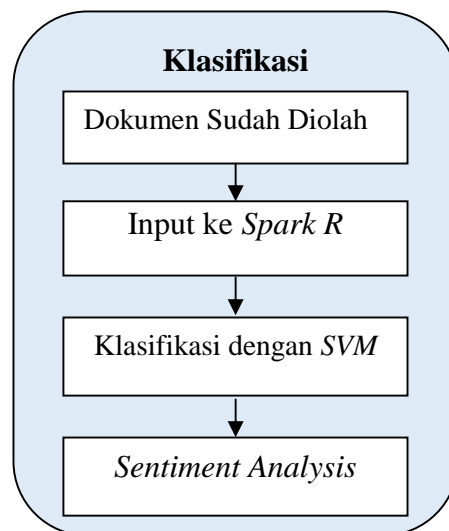 Klasifikasi
Dokumen Sudah Diolah
Input ke Spark R
Klasifikasi dengan SVM
Sentiment Analysis